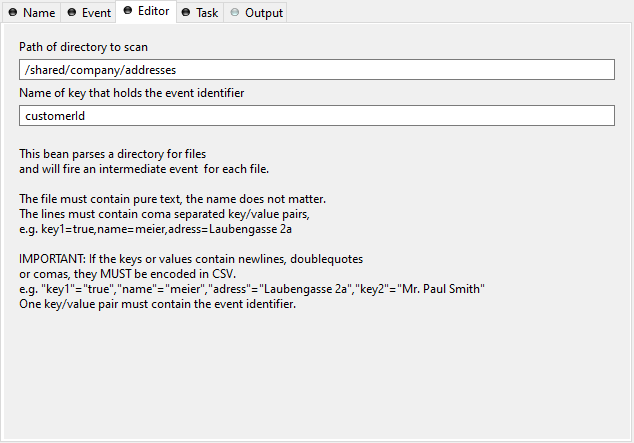 Name Event Editor Task Output
Path of directory to scan
/shared/company/addresses
Name of key that holds the event identifier
customerId
This bean parses a directory for files
and will fire an intermediate event  for each file.
The file must contain pure text, the name does not matter.
The lines must contain coma separated key/value pairs,
e.g. key1=true,name=meier,adress=Laubengasse 2a
IMPORTANT: If the keys or values contain newlines, doublequotes
or comas, they MUST be encoded in CSV.
e.g. "key1"="true","name"="meier","adress"="Laubengasse 2a","key2"="Mr. Paul Smith"
One key/value pair must contain the event identifier.